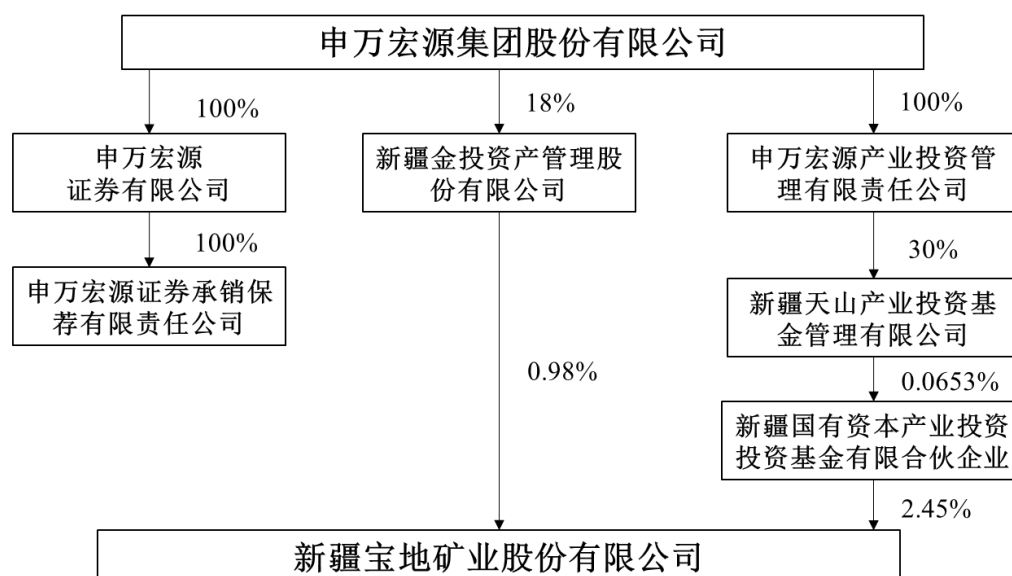 申万宏源集团股份有限公司
100%
18%
100%
申万宏源
证券有限公司
新疆金投资产管理股
份有限公司
申万宏源产业投资管
理有限责任公司
100%
30%
申万宏源证券承销保
荐有限责任公司
新疆天山产业投资基
金管理有限公司
0.98%
0.0653%
新疆国有资本产业投资
投资基金有限合伙企业
2.45%
新疆宝地矿业股份有限公司